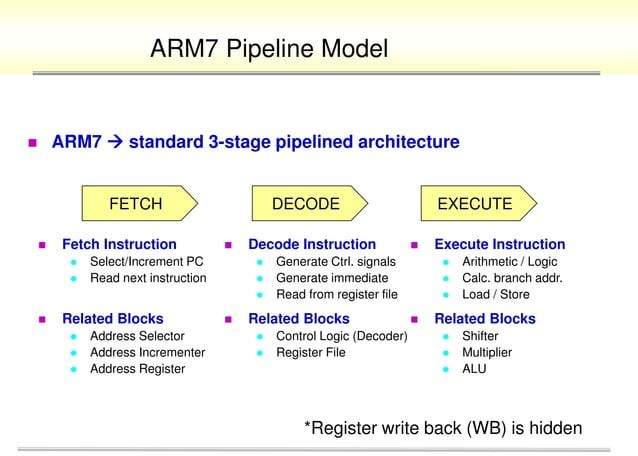 ARM7 Pipeline Model
ARM7 → standard 3-stage pipelined architecture
FETCH
DECODE
EXECUTE
Fetch Instruction
Select/Increment PC
Read next instruction
Related Blocks
Address Selector
Address Incrementer
Address Register
Decode Instruction
Generate Ctrl. signals
Generate immediate
Read from register file
Related Blocks
Control Logic (Decoder)
Register File
Execute Instruction
Arithmetic / Logic
Calc. branch addr.
Load / Store
Related Blocks
Shifter
Multiplier
ALU
*Register write back (WB) is hidden